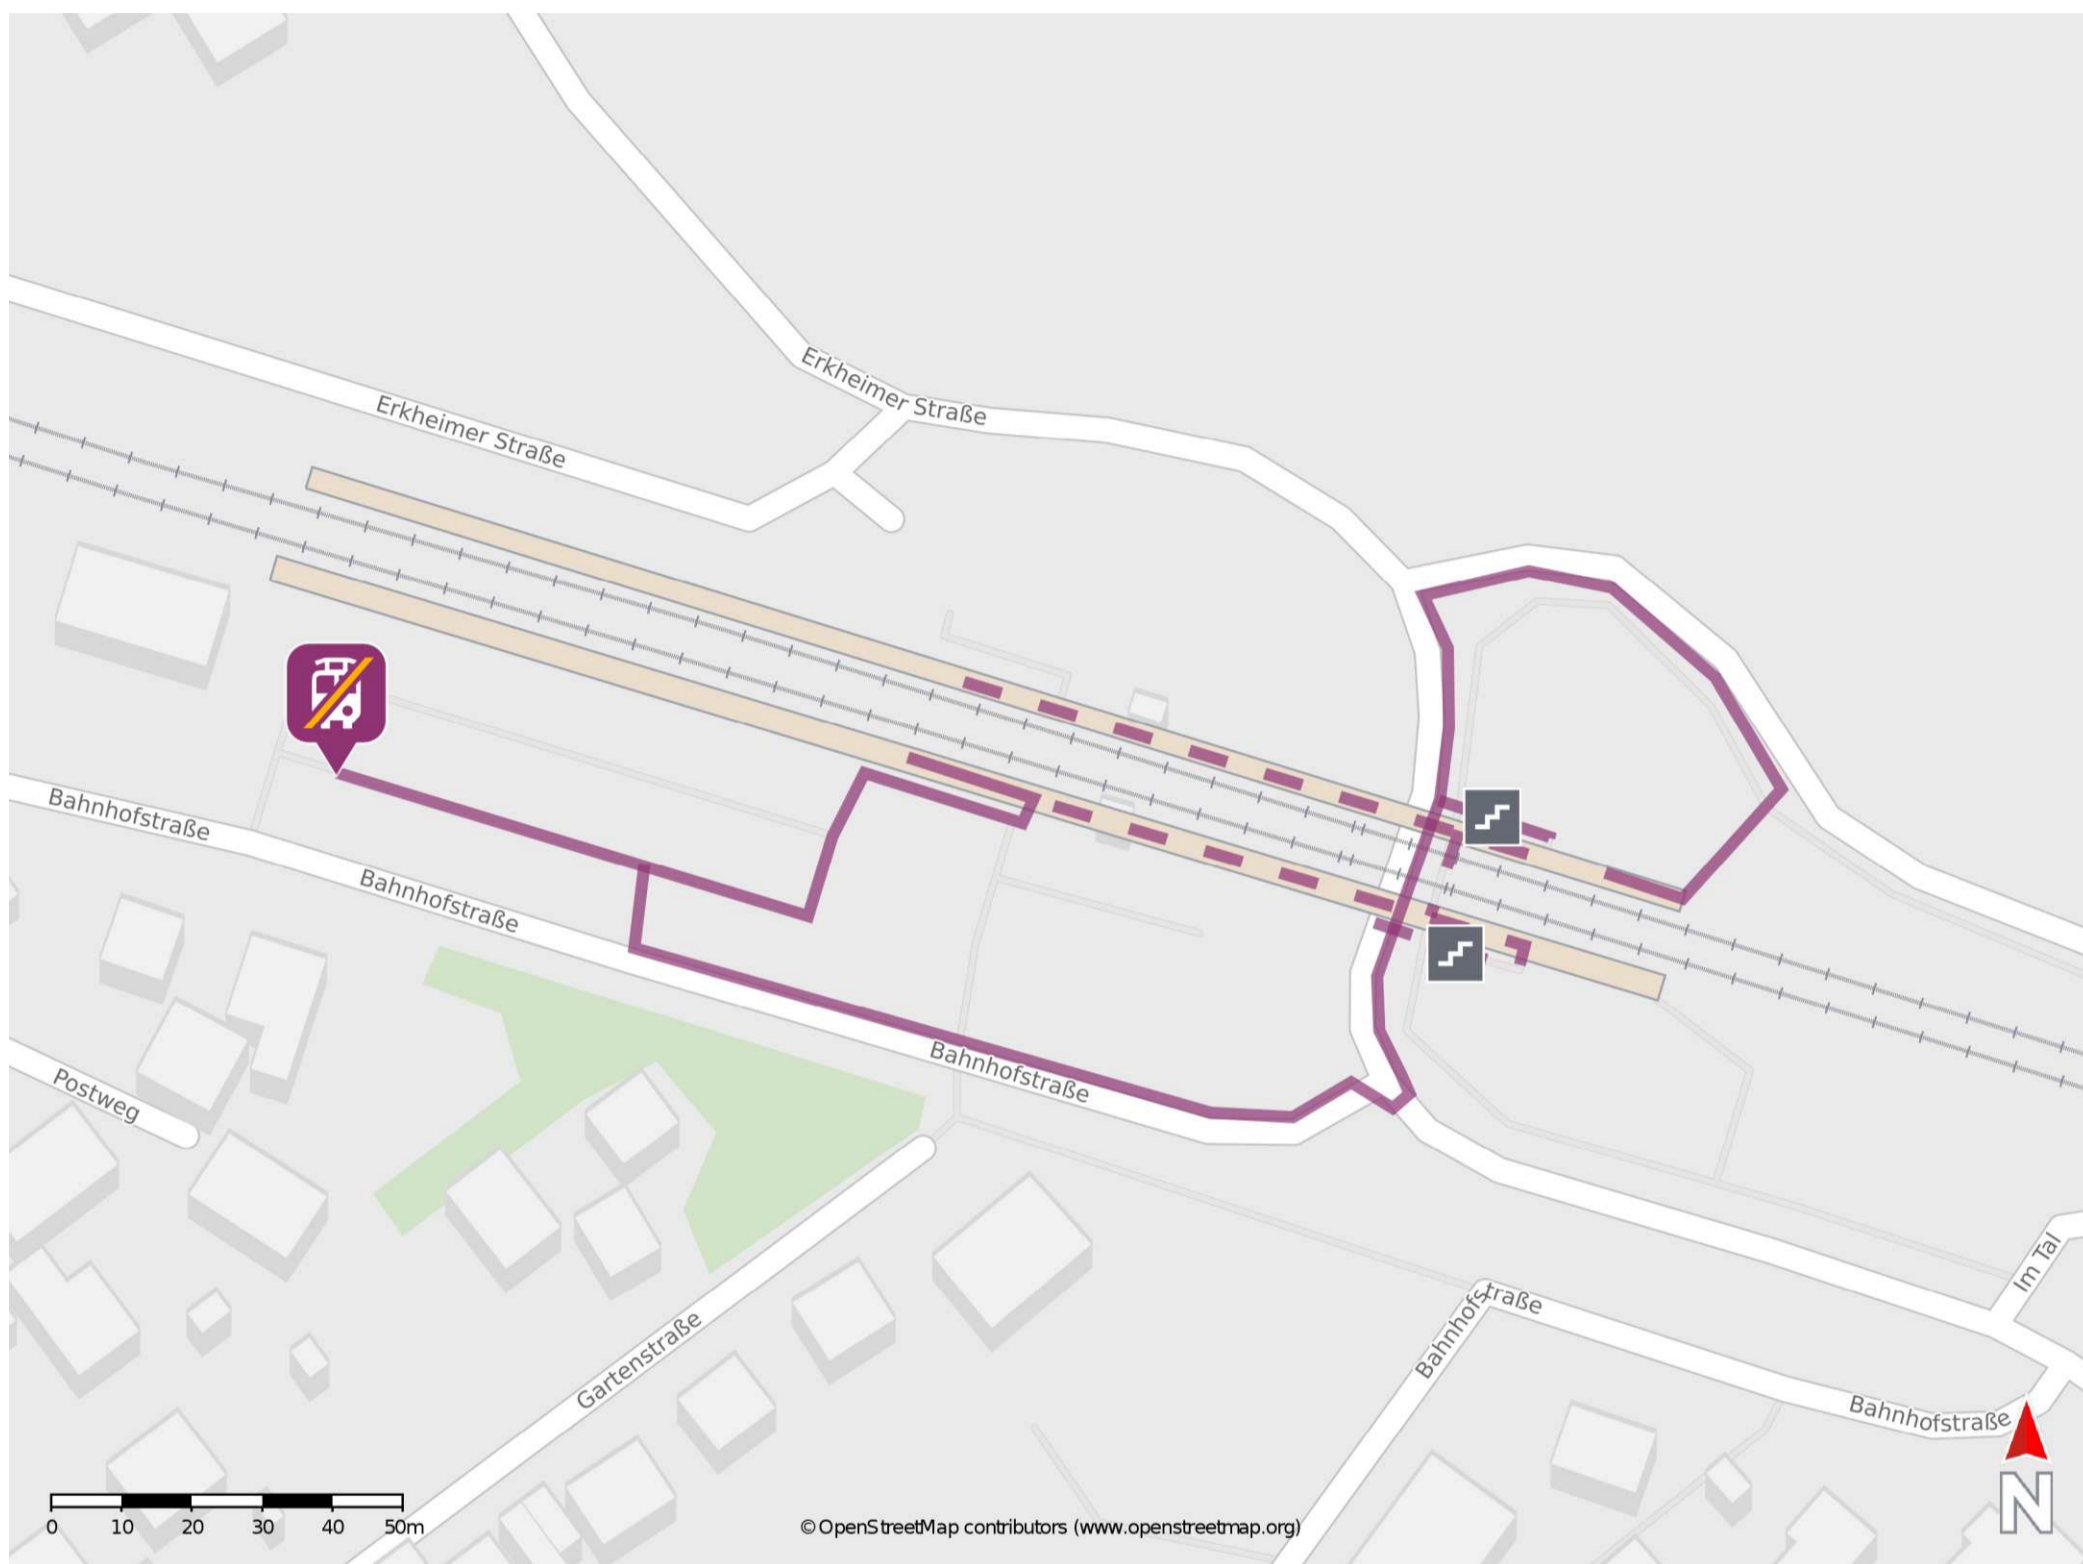 Erkheimer Straße
Erkheimer Straße
Bahnhofstraße
Bahnhofstraße
Bahnhofstraße
Postweg
Im Tal
Bahnhofstraße
Gartenstraße
Bahnhofstraße
N
0 10 20 30 40 50m
© OpenStreetMap contributors (www.openstreetmap.org)